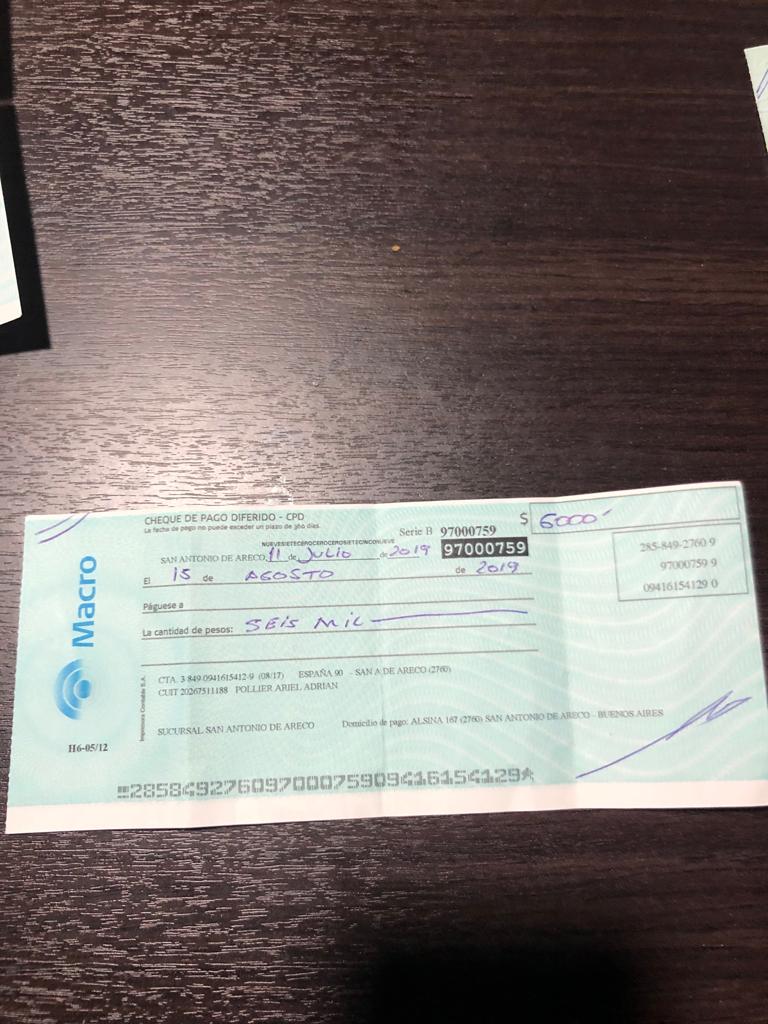 CHEQUE DE PAGO DIFERIDO - CPD
La fecha de pago no puede exceder un plazo de 360 días.
Serie B 97000759
$ 6000
NUEVESIETECEROCEROCEROSIETECINCONUEVE
SAN ANTONIO DE ARECO, 11 de Julio de 2019 97000759
El 15 de AGOSTO de 2019
Páguese a
La cantidad de pesos: SEIS MIL
285-849-2760 9
97000759 9
09416154129 0
Macro
H6-05/12
Impresora Contable S.A.
CTA. 3 849-0941615412-9 (08/17) ESPAÑA 90 - SAN A DE ARECO (2760)
CUIT 20267511188 POLLIER ARIEL ADRIAN
SUCURSAL SAN ANTONIO DE ARECO Domicilio de pago: ALSINA 167 (2760) SAN ANTONIO DE ARECO - BUENOS AIRES
28584927609700075909416154129